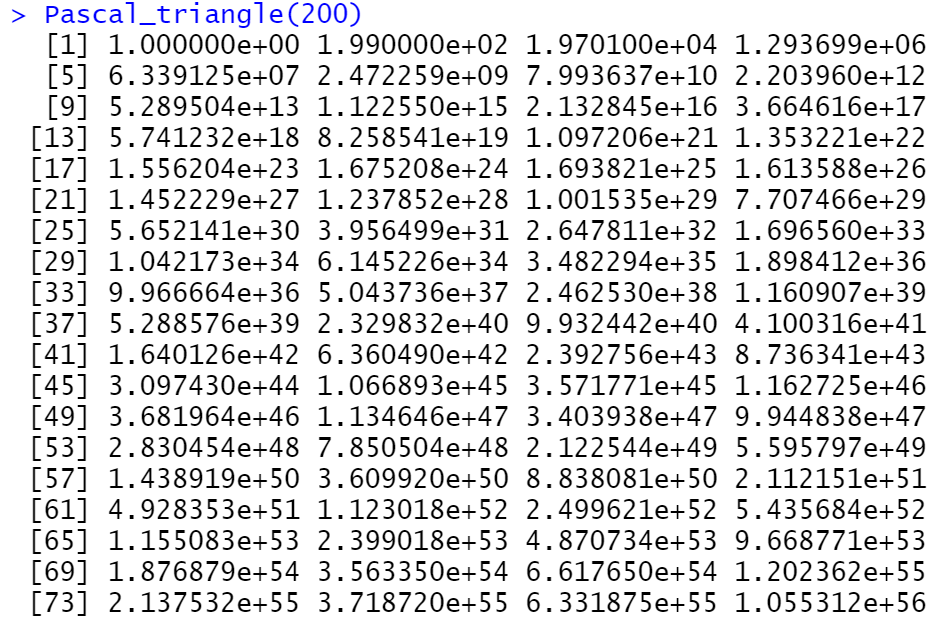 > Pascal_triangle(200)
[1] 1.000000e+00 1.990000e+02 1.970100e+04 1.293699e+06
[5] 6.339125e+07 2.472259e+09 7.993637e+10 2.203960e+12
[9] 5.289504e+13 1.122550e+15 2.132845e+16 3.664616e+17
[13] 5.741232e+18 8.258541e+19 1.097206e+21 1.353221e+22
[17] 1.556204e+23 1.675208e+24 1.693821e+25 1.613588e+26
[21] 1.452229e+27 1.237852e+28 1.001535e+29 7.707466e+29
[25] 5.652141e+30 3.956499e+31 2.647811e+32 1.696560e+33
[29] 1.042173e+34 6.145226e+34 3.482294e+35 1.898412e+36
[33] 9.966664e+36 5.043736e+37 2.462530e+38 1.160907e+39
[37] 5.288576e+39 2.329832e+40 9.932442e+40 4.100316e+41
[41] 1.640126e+42 6.360490e+42 2.392756e+43 8.736341e+43
[45] 3.097430e+44 1.066893e+45 3.571771e+45 1.162725e+46
[49] 3.681964e+46 1.134646e+47 3.403938e+47 9.944838e+47
[53] 2.830454e+48 7.850504e+48 2.122544e+49 5.595797e+49
[57] 1.438919e+50 3.609920e+50 8.838081e+50 2.112151e+51
[61] 4.928353e+51 1.123018e+52 2.499621e+52 5.435684e+52
[65] 1.155083e+53 2.399018e+53 4.870734e+53 9.668771e+53
[69] 1.876879e+54 3.563350e+54 6.617650e+54 1.202362e+55
[73] 2.137532e+55 3.718720e+55 6.331875e+55 1.055312e+56